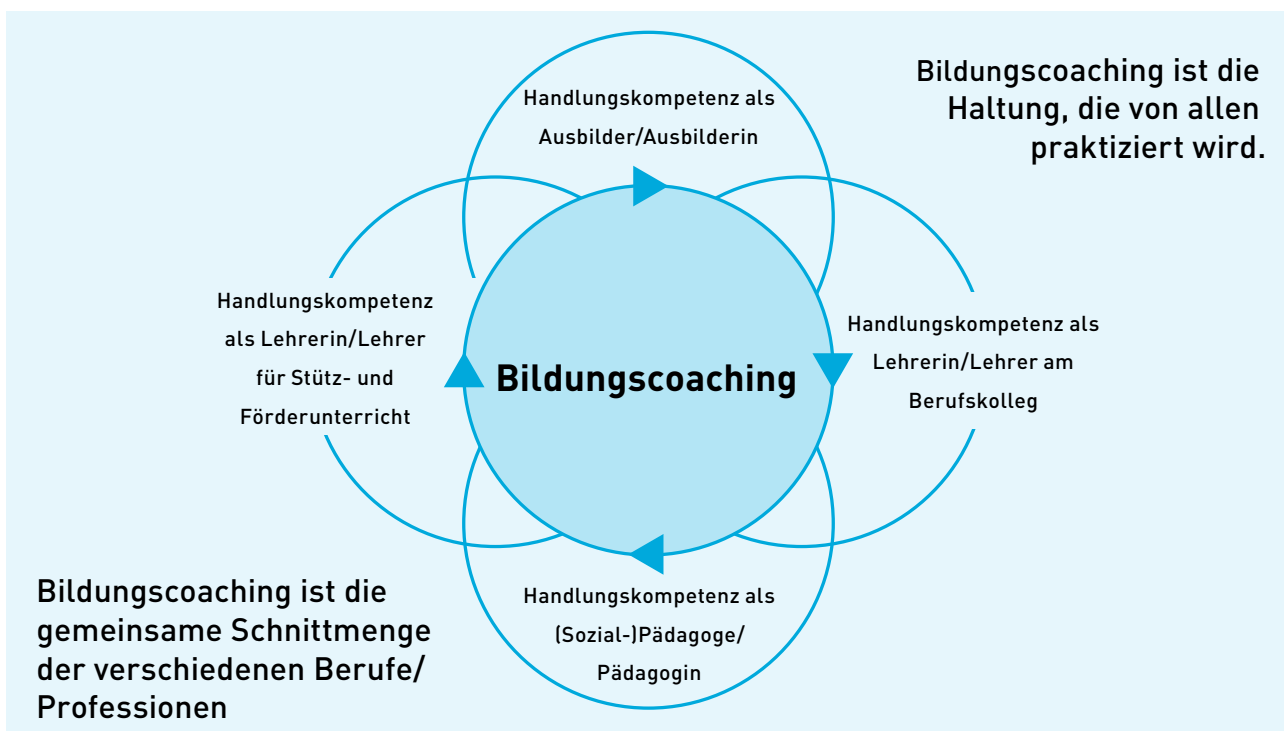 Bildungscoaching ist die
Haltung, die von allen
praktiziert wird.
Handlungskompetenz als
Ausbilder/Ausbilderin
Handlungskompetenz
als Lehrerin/Lehrer
für Stütz- und
Förderunterricht
Bildungscoaching
Handlungskompetenz als
Lehrerin/Lehrer am
Berufskolleg
Handlungskompetenz als
(Sozial-)Pädagoge/
Pädagogin
Bildungscoaching ist die
gemeinsame Schnittmenge
der verschiedenen Berufe/
Professionen